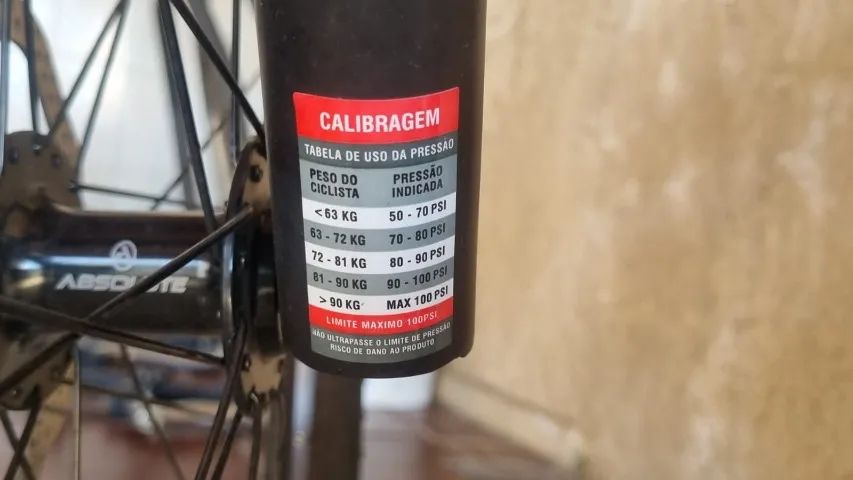 CALIBRAGEM
TABELA DE USO DA PRESSÃO
PESO DO CICLISTA PRESSÃO INDICADA
<63 KG 50 - 70 PSI
63 - 72 KG 70 - 80 PSI
72 - 81 KG 80 - 90 PSI
81 - 90 KG 90 - 100 PSI
> 90 KG MAX 100 PSI
LIMITE MAXIMO 100PSI
NÃO ULTRAPASSE O LIMITE DE PRESSÃO
RISCO DE DANO AO PRODUTO
ABSOLUTE